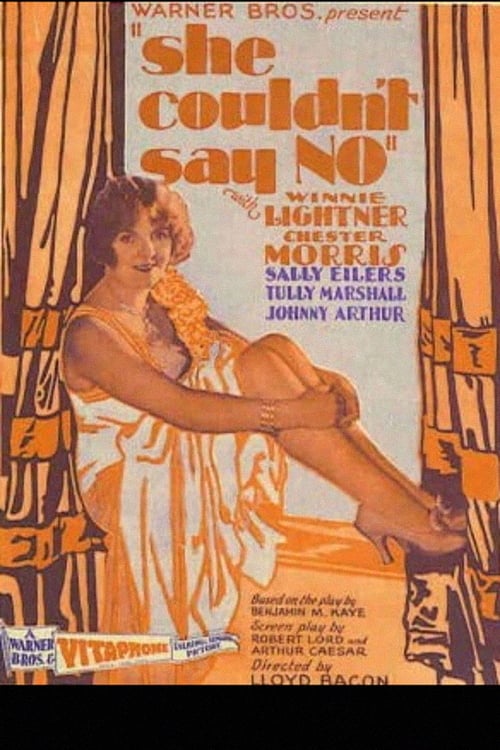 WARNER BROS. present
"she
couldn't
say NO"
with WINNIE
LIGHTNER
CHESTER
MORRIS
SALLY EILERS
TULLY MARSHALL
JOHNNY ARTHUR
Based on the play by
BENJAMIN M. KAYE
Screen play by
ROBERT LORD and
ARTHUR CAESAR
Directed by
LLOYD BACON
A
WARNER
BROS. &
VITAPHONE
TALKING
PICTURE